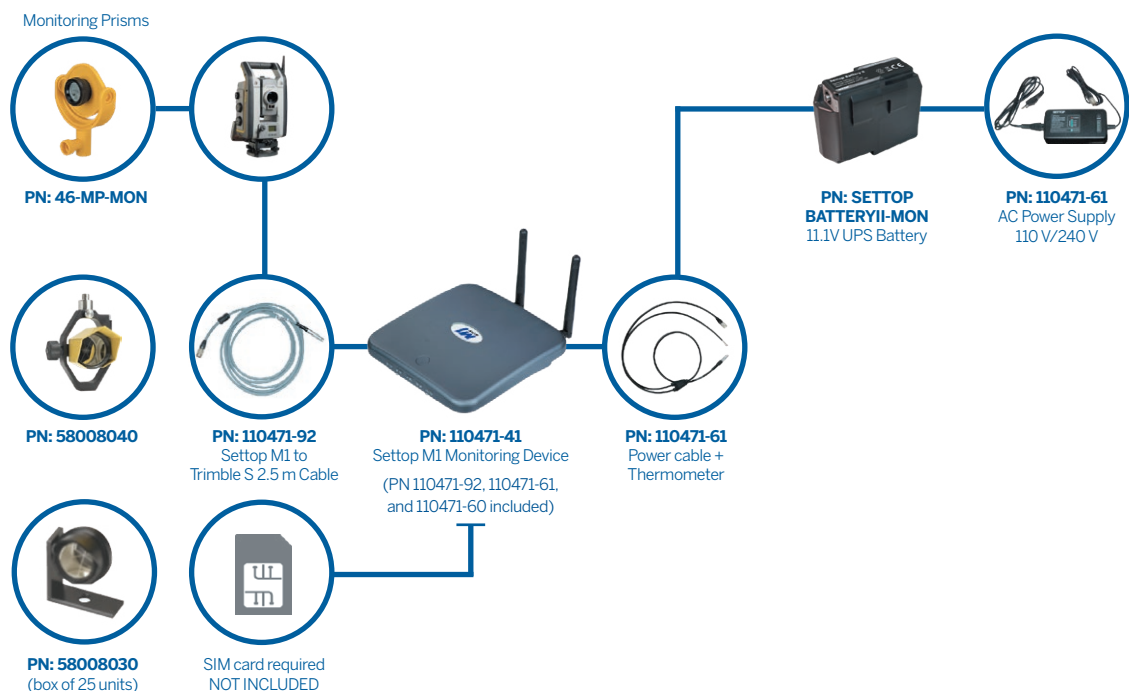 Monitoring Prisms
PN: 46-MP-MON
PN: SETTOP
BATTERYII-MON
11.1V UPS Battery
PN: 110471-61
AC Power Supply
110 V/240 V
PN: 58008040
PN: 110471-92
Settop M1 to
Trimble S 2.5 m Cable
PN: 110471-41
Settop M1 Monitoring Device
(PN 110471-92, 110471-61,
and 110471-60 included)
PN: 110471-61
Power cable +
Thermometer
PN: 58008030
(box of 25 units)
SIM card required
NOT INCLUDED